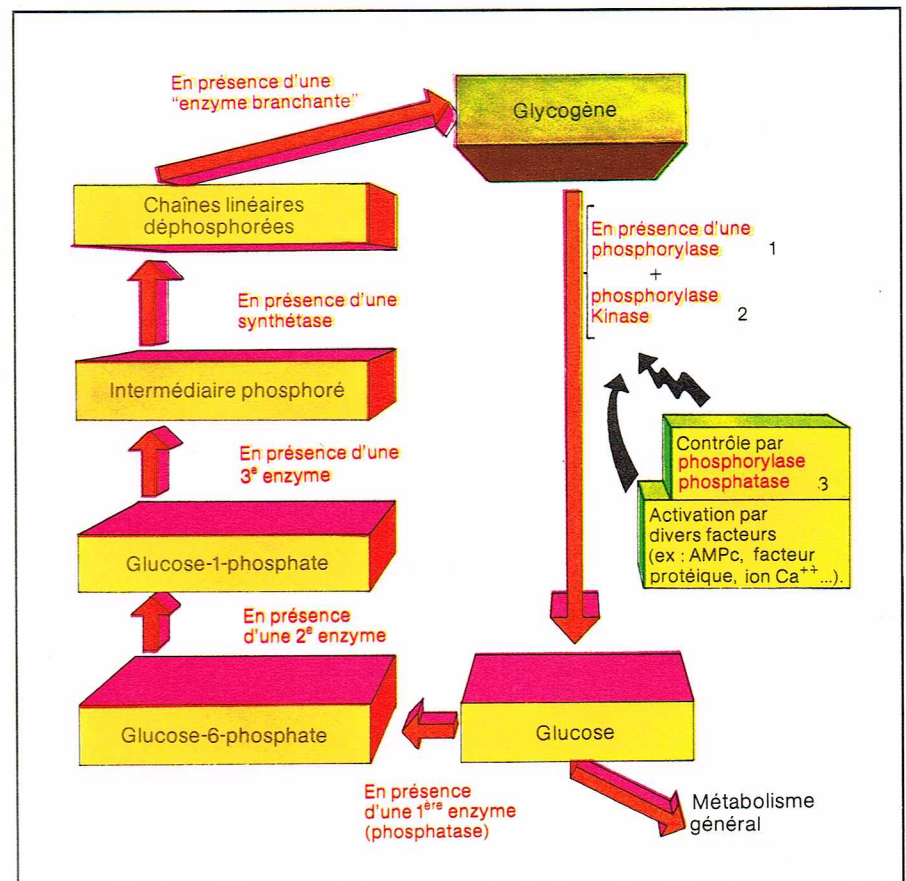 En présence d'une
"enzyme branchante"
Glycogène
Chaînes linéaires
déphosphorées
En présence d'une
phosphorylase 1
+
phosphorylase
Kinase 2
En présence d'une
synthétase
Intermédiaire phosphoré
Contrôle par
phosphorylase
phosphatase 3
En présence d'une
3e enzyme
Activation par
divers facteurs
(ex : AMPc, facteur
protéique, ion Ca++...).
Glucose-1-phosphate
En présence
d'une 2e enzyme
Glucose-6-phosphate
Glucose
En présence
d'une 1ère enzyme
(phosphatase)
Métabolisme
général